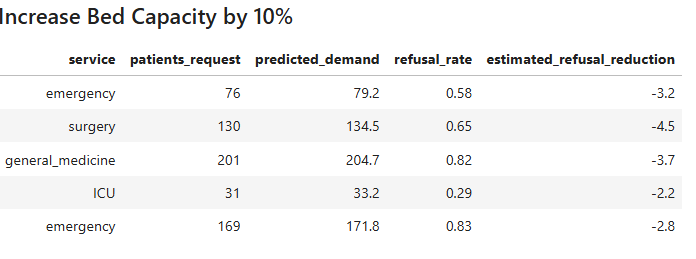 Increase Bed Capacity by 10%
service patients_request predicted_demand refusal_rate estimated_refusal_reduction
emergency 76 79.2 0.58 -3.2
surgery 130 134.5 0.65 -4.5
general_medicine 201 204.7 0.82 -3.7
ICU 31 33.2 0.29 -2.2
emergency 169 171.8 0.83 -2.8